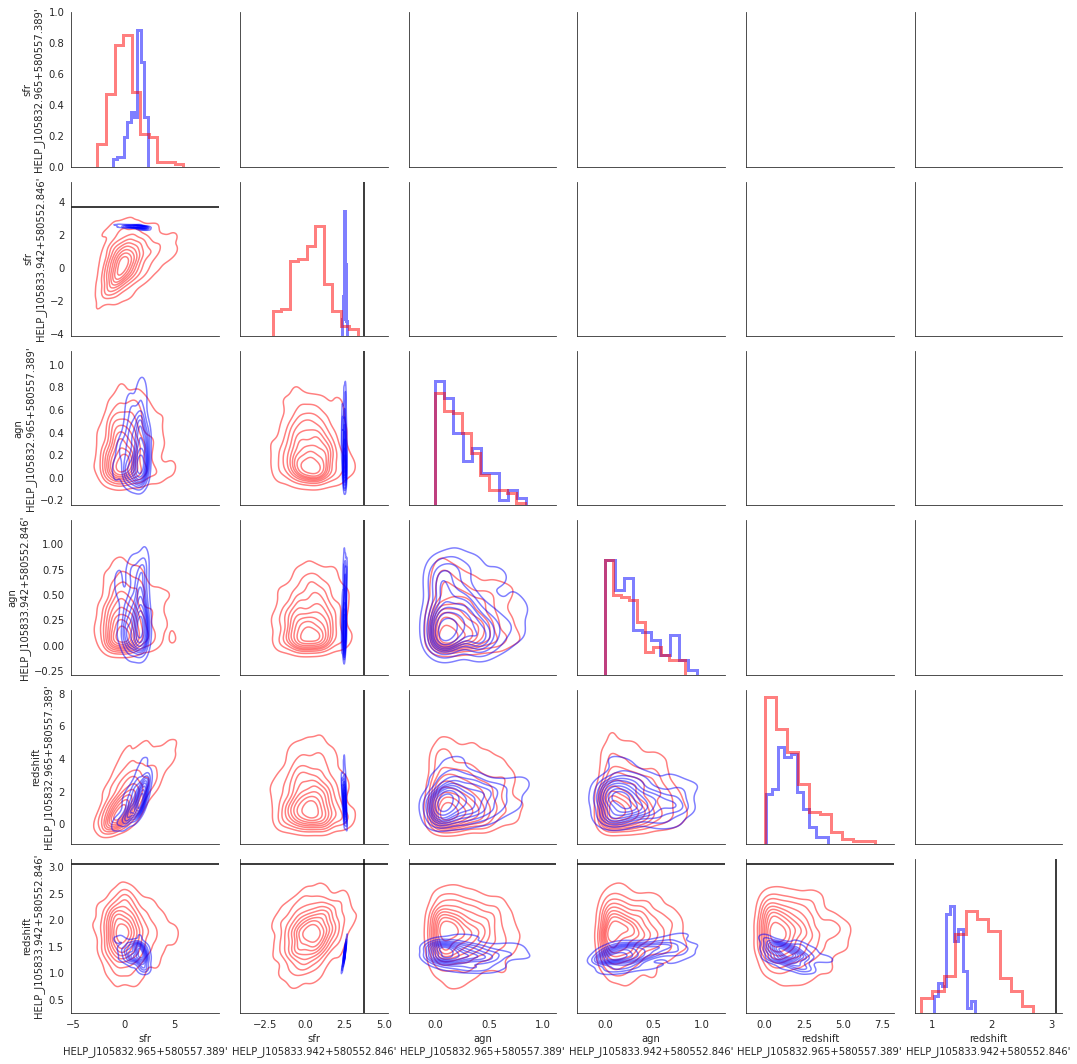 1.0
0.8
0.6
0.4
0.2
0.0
sfr
HELP_J105832.965+580557.389'
4
2
0
−2
−4
sfr
HELP_J105833.942+580552.846'
1.0
0.8
0.6
0.4
0.2
0.0
−0.2
agn
HELP_J105832.965+580557.389'
1.00
0.75
0.50
0.25
0.00
−0.25
agn
HELP_J105833.942+580552.846'
8
6
4
2
0
redshift
HELP_J105832.965+580557.389'
3.0
2.5
2.0
1.5
1.0
0.5
redshift
HELP_J105833.942+580552.846'
−5 0 5
−2.5 0.0 2.5 5.0
0.0 0.5 1.0
0.0 0.5 1.0
0.0 2.5 5.0 7.5
1 2 3
sfr
HELP_J105832.965+580557.389'
sfr
HELP_J105833.942+580552.846'
agn
HELP_J105832.965+580557.389'
agn
HELP_J105833.942+580552.846'
redshift
HELP_J105832.965+580557.389'
redshift
HELP_J105833.942+580552.846'